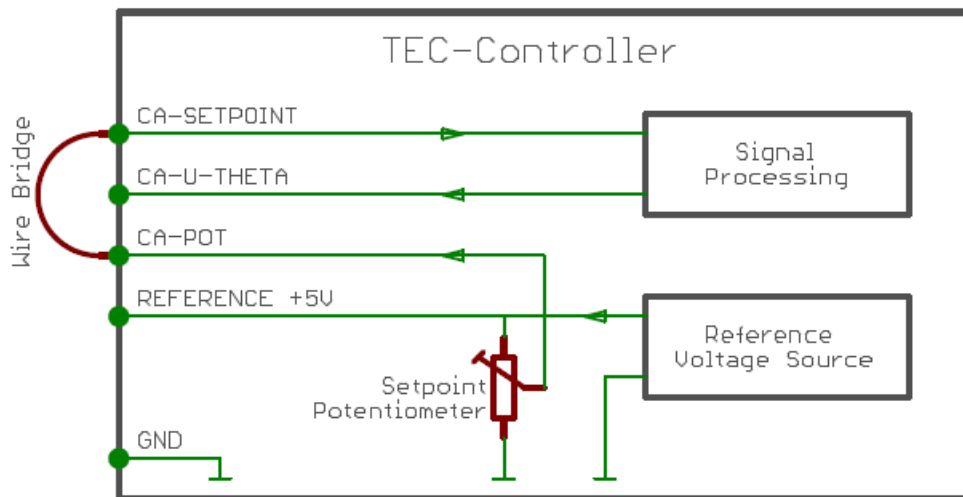 TEC-Controller
CA-SETPOINT
Wire Bridge
Signal
Processing
CA-U-THETA
CA-POT
REFERENCE +5V
Reference
Voltage Source
Setpoint
Potentiometer
GND